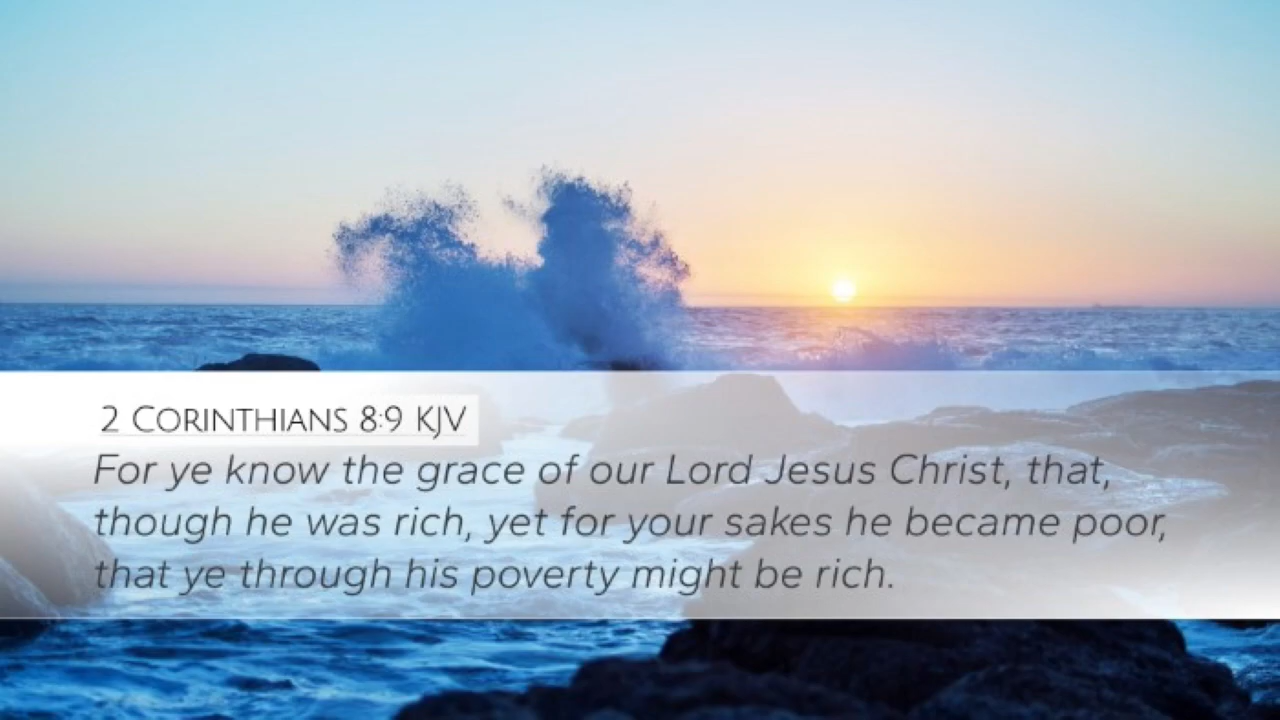 2 Corinthians 8:9 KJV
For ye know the grace of our Lord Jesus Christ, that,
though he was rich, yet for your sakes he became poor,
that ye through his poverty might be rich.